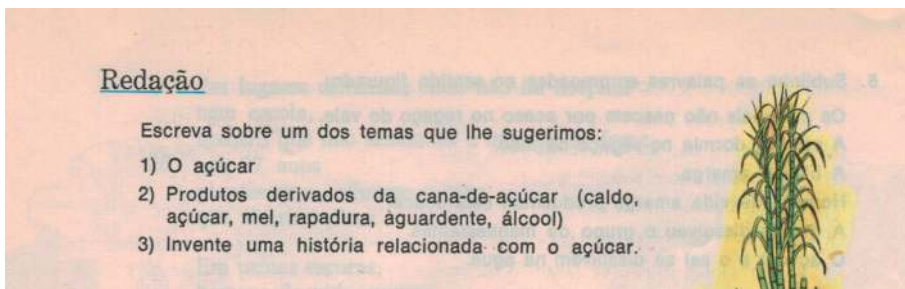 Redação
Escreva sobre um dos temas que lhe sugerimos:
1) O açúcar
2) Produtos derivados da cana-de-açúcar (caldo,
açúcar, mel, rapadura, aguardente, álcool)
3) Invente uma história relacionada com o açúcar.